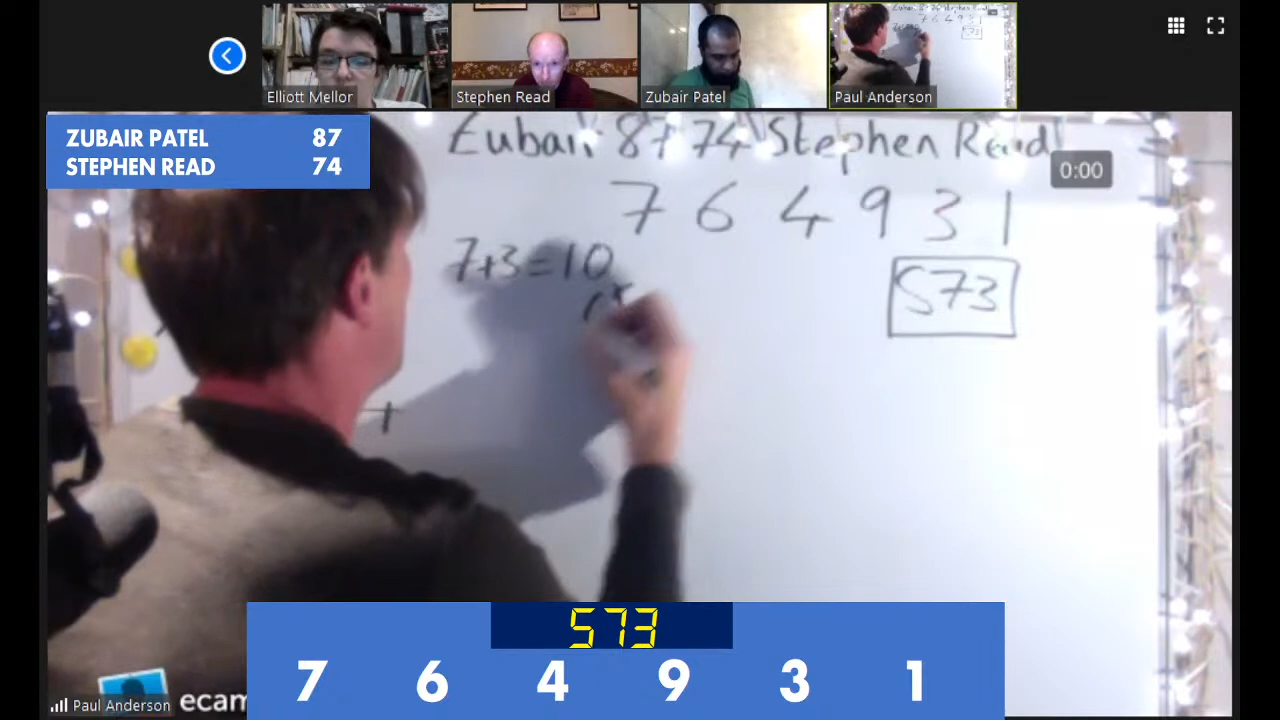 Elliott Mellor
Stephen Read
Zubair Patel
Paul Anderson
ZUBAIR PATEL 87
STEPHEN READ 74
Zubair 87 74 Stephen Read
0:00
7 6 4 9 3 1
7+3=10
573
+
573
7 6 4 9 3 1
Paul Anderson
ecam